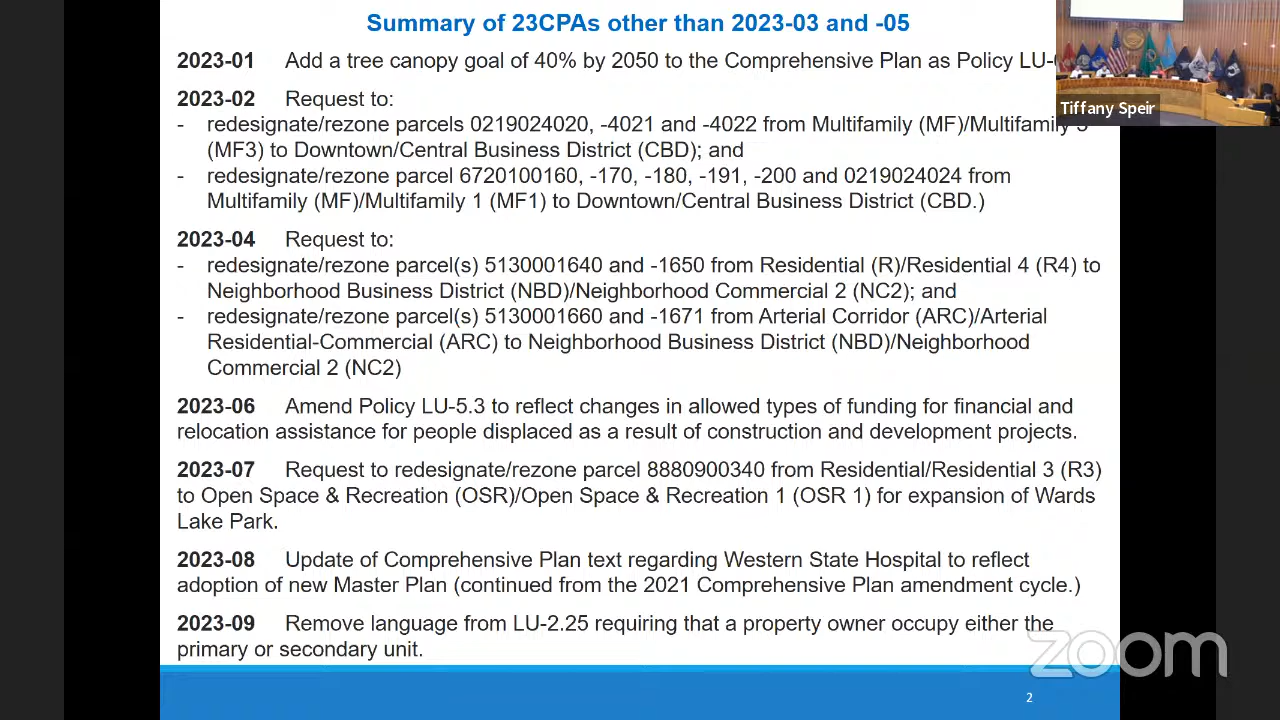 Summary of 23CPAs other than 2023-03 and -05
2023-01 Add a tree canopy goal of 40% by 2050 to the Comprehensive Plan as Policy
2023-02 Request to:
- redesignate/rezone parcels 0219024020, -4021 and -4022 from Multifamily (MF)/Multifamily
(MF3) to Downtown/Central Business District (CBD); and
- redesignate/rezone parcel 6720100160, -170, -180, -191, -200 and 0219024024 from
Multifamily (MF)/Multifamily 1 (MF1) to Downtown/Central Business District (CBD.)
2023-04 Request to:
- redesignate/rezone parcel(s) 5130001640 and -1650 from Residential (R)/Residential 4 (R4) to
Neighborhood Business District (NBD)/Neighborhood Commercial 2 (NC2); and
- redesignate/rezone parcel(s) 5130001660 and -1671 from Arterial Corridor (ARC)/Arterial
Residential-Commercial (ARC) to Neighborhood Business District (NBD)/Neighborhood
Commercial 2 (NC2)
2023-06 Amend Policy LU-5.3 to reflect changes in allowed types of funding for financial and
relocation assistance for people displaced as a result of construction and development projects.
2023-07 Request to redesignate/rezone parcel 8880900340 from Residential/Residential 3 (R3)
to Open Space & Recreation (OSR)/Open Space & Recreation 1 (OSR 1) for expansion of Wards
Lake Park.
2023-08 Update of Comprehensive Plan text regarding Western State Hospital to reflect
adoption of new Master Plan (continued from the 2021 Comprehensive Plan amendment cycle.)
2023-09 Remove language from LU-2.25 requiring that a property owner occupy either the
primary or secondary unit.
2
Tiffany Speir
zoom